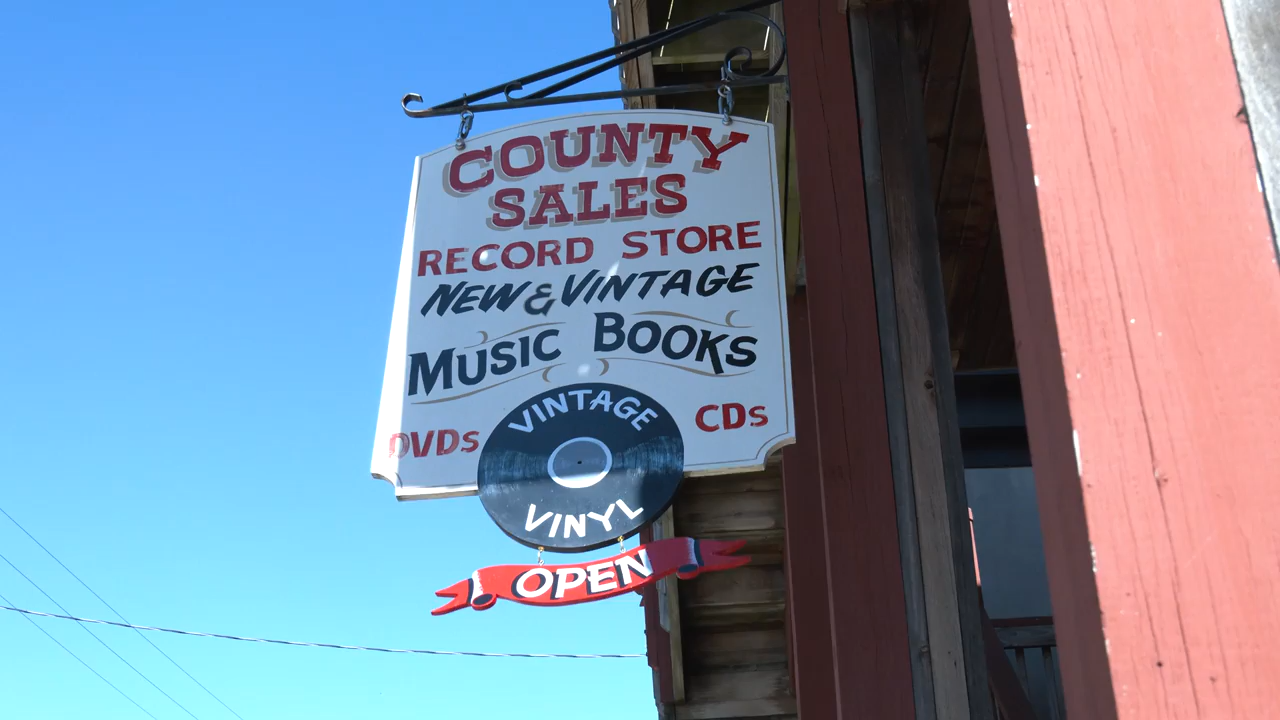 COUNTY
SALES
RECORD STORE
NEW & VINTAGE
MUSIC BOOKS
DVDs
CDs
VINTAGE
VINYL
OPEN